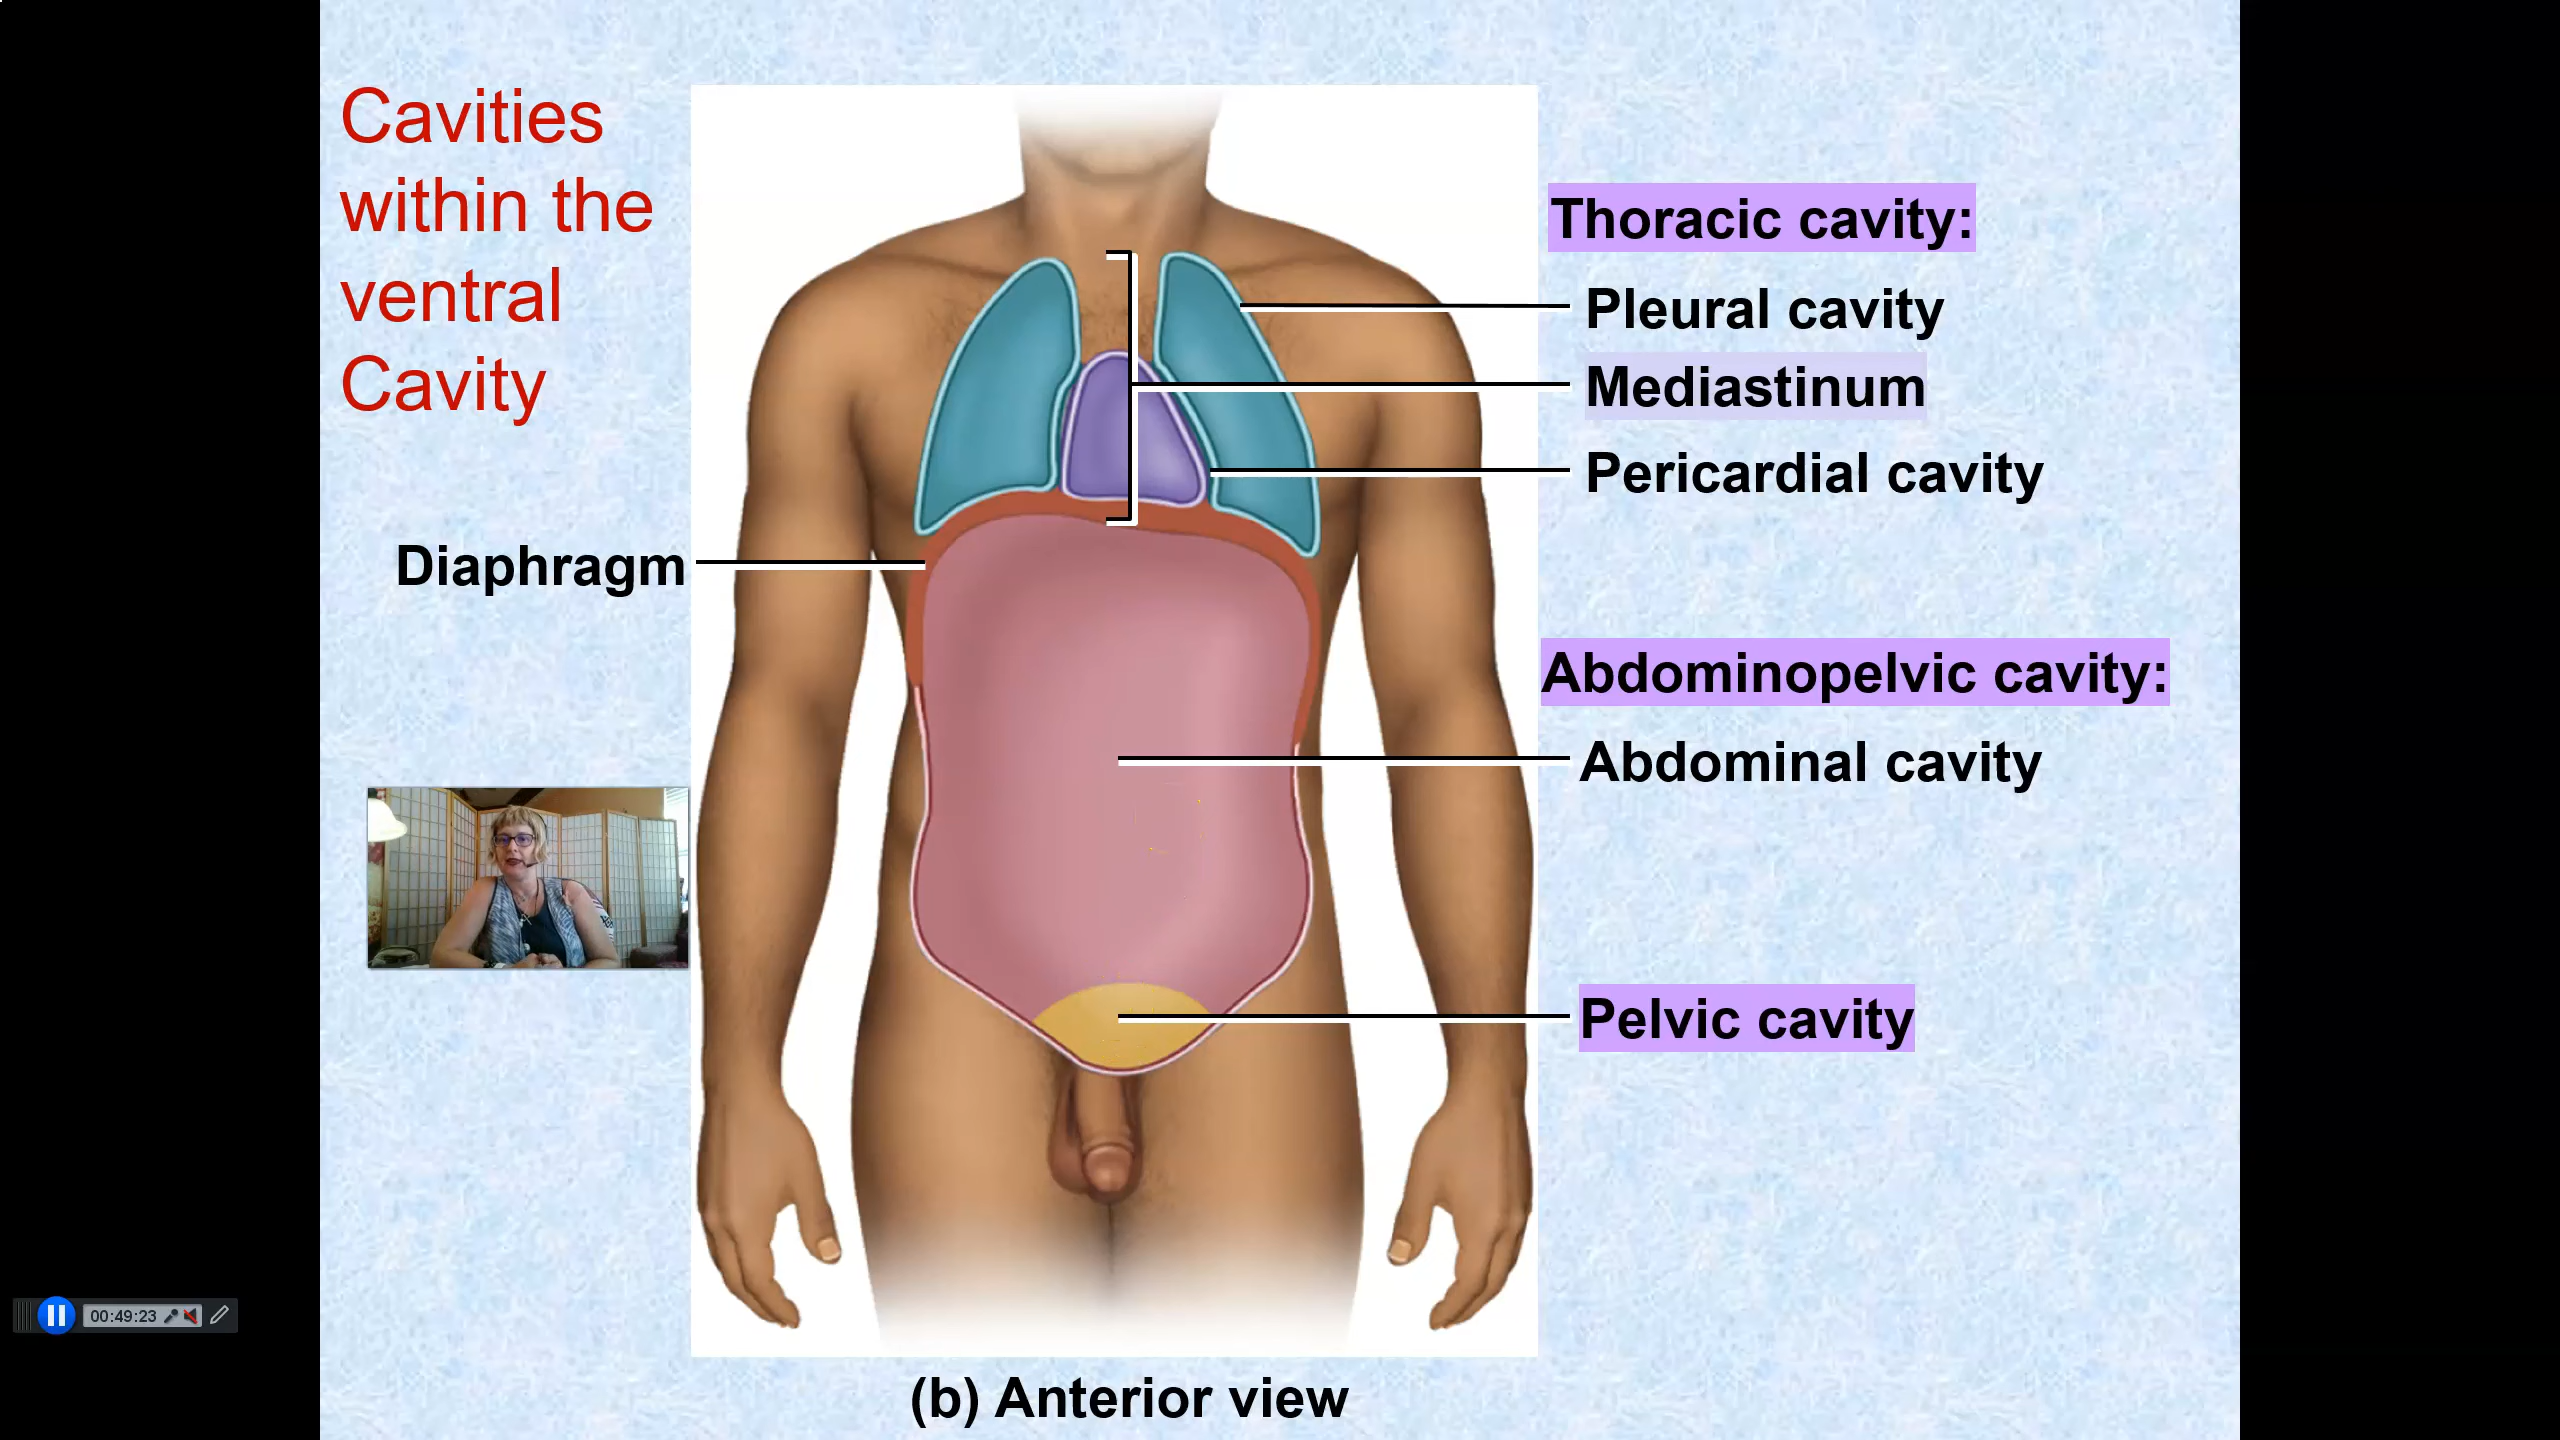 Cavities
within the
ventral
Cavity
Thoracic cavity:
Pleural cavity
Mediastinum
Pericardial cavity
Diaphragm
Abdominopelvic cavity:
Abdominal cavity
Pelvic cavity
00:49:23
(b) Anterior view